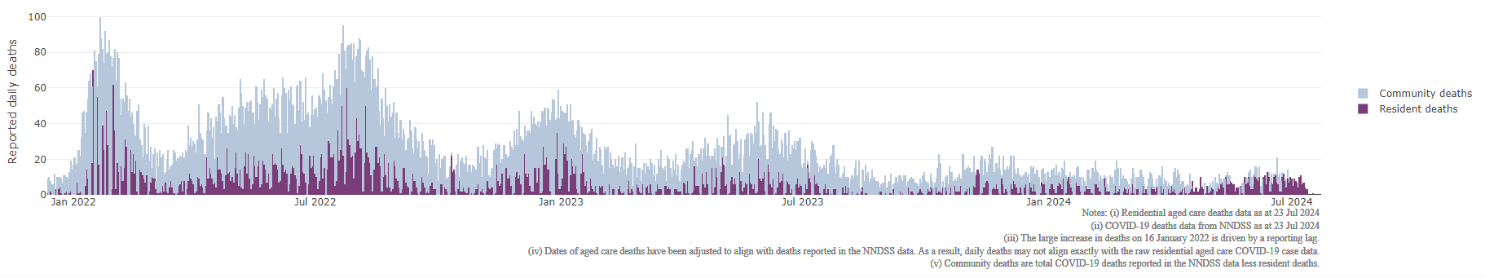 100
80
60
40
20
0
Reported daily deaths
Jan 2022 Jul 2022 Jan 2023 Jul 2023 Jan 2024 Jul 2024
Community deaths
Resident deaths
Notes: (i) Residential aged care deaths data as at 23 Jul 2024
(ii) COVID-19 deaths data from NNDSS as at 23 Jul 2024
(iii) The large increase in deaths on 16 January 2022 is driven by a reporting lag.
(iv) Dates of aged care deaths have been adjusted to align with deaths reported in the NNDSS data. As a result, daily deaths may not align exactly with the raw residential aged care COVID-19 case data.
(v) Community deaths are total COVID-19 deaths reported in the NNDSS data less resident deaths.